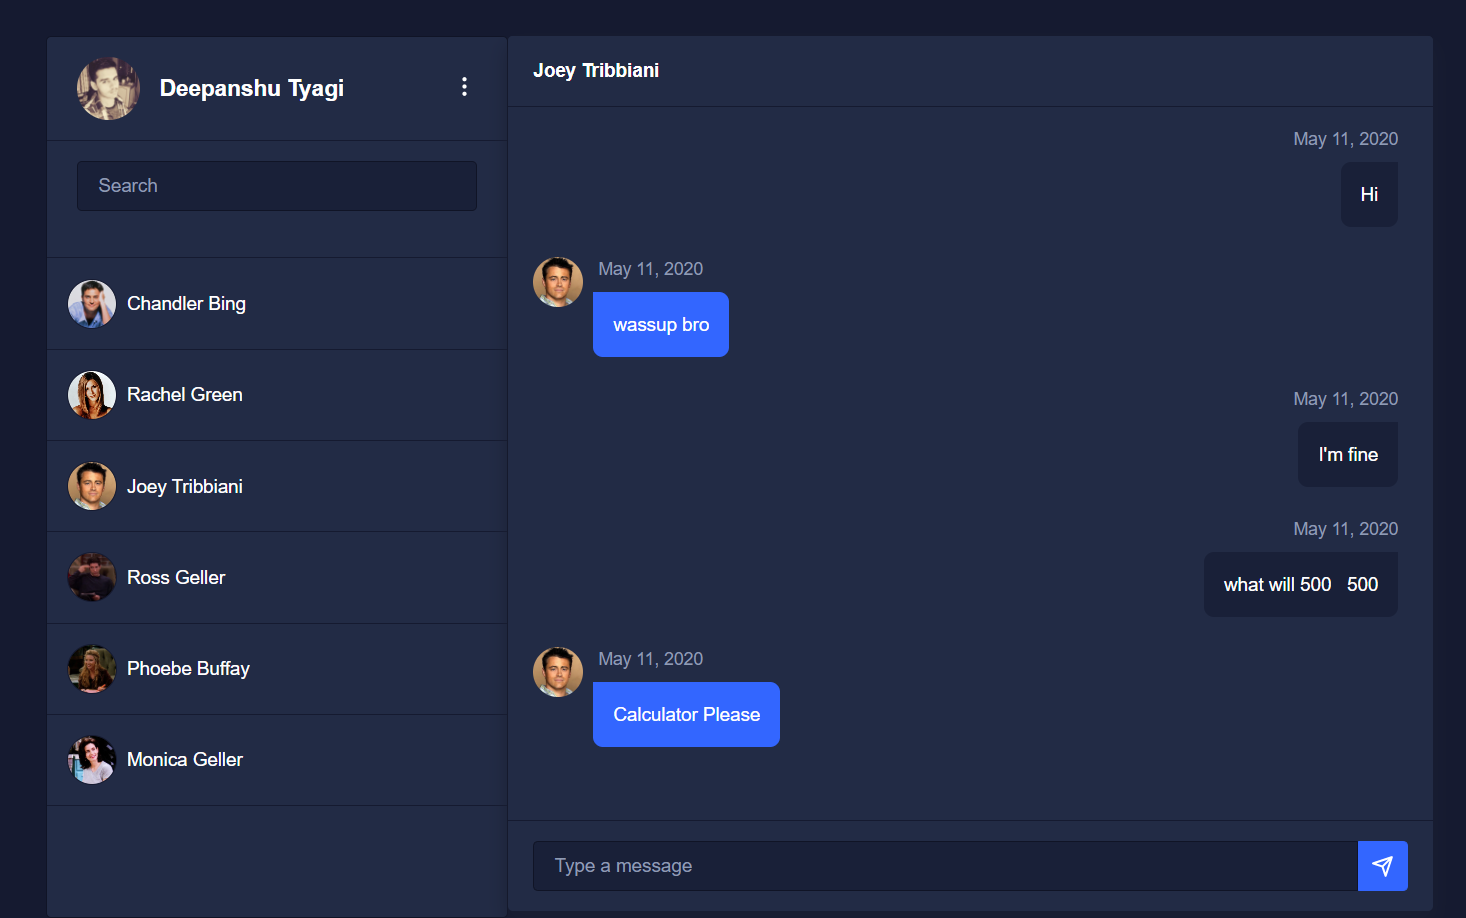 Deepanshu Tyagi
Search
Chandler Bing
Rachel Green
Joey Tribbiani
Ross Geller
Phoebe Buffay
Monica Geller
Joey Tribbiani
May 11, 2020
Hi
May 11, 2020
wassup bro
May 11, 2020
I'm fine
May 11, 2020
what will 500   500
May 11, 2020
Calculator Please
Type a message